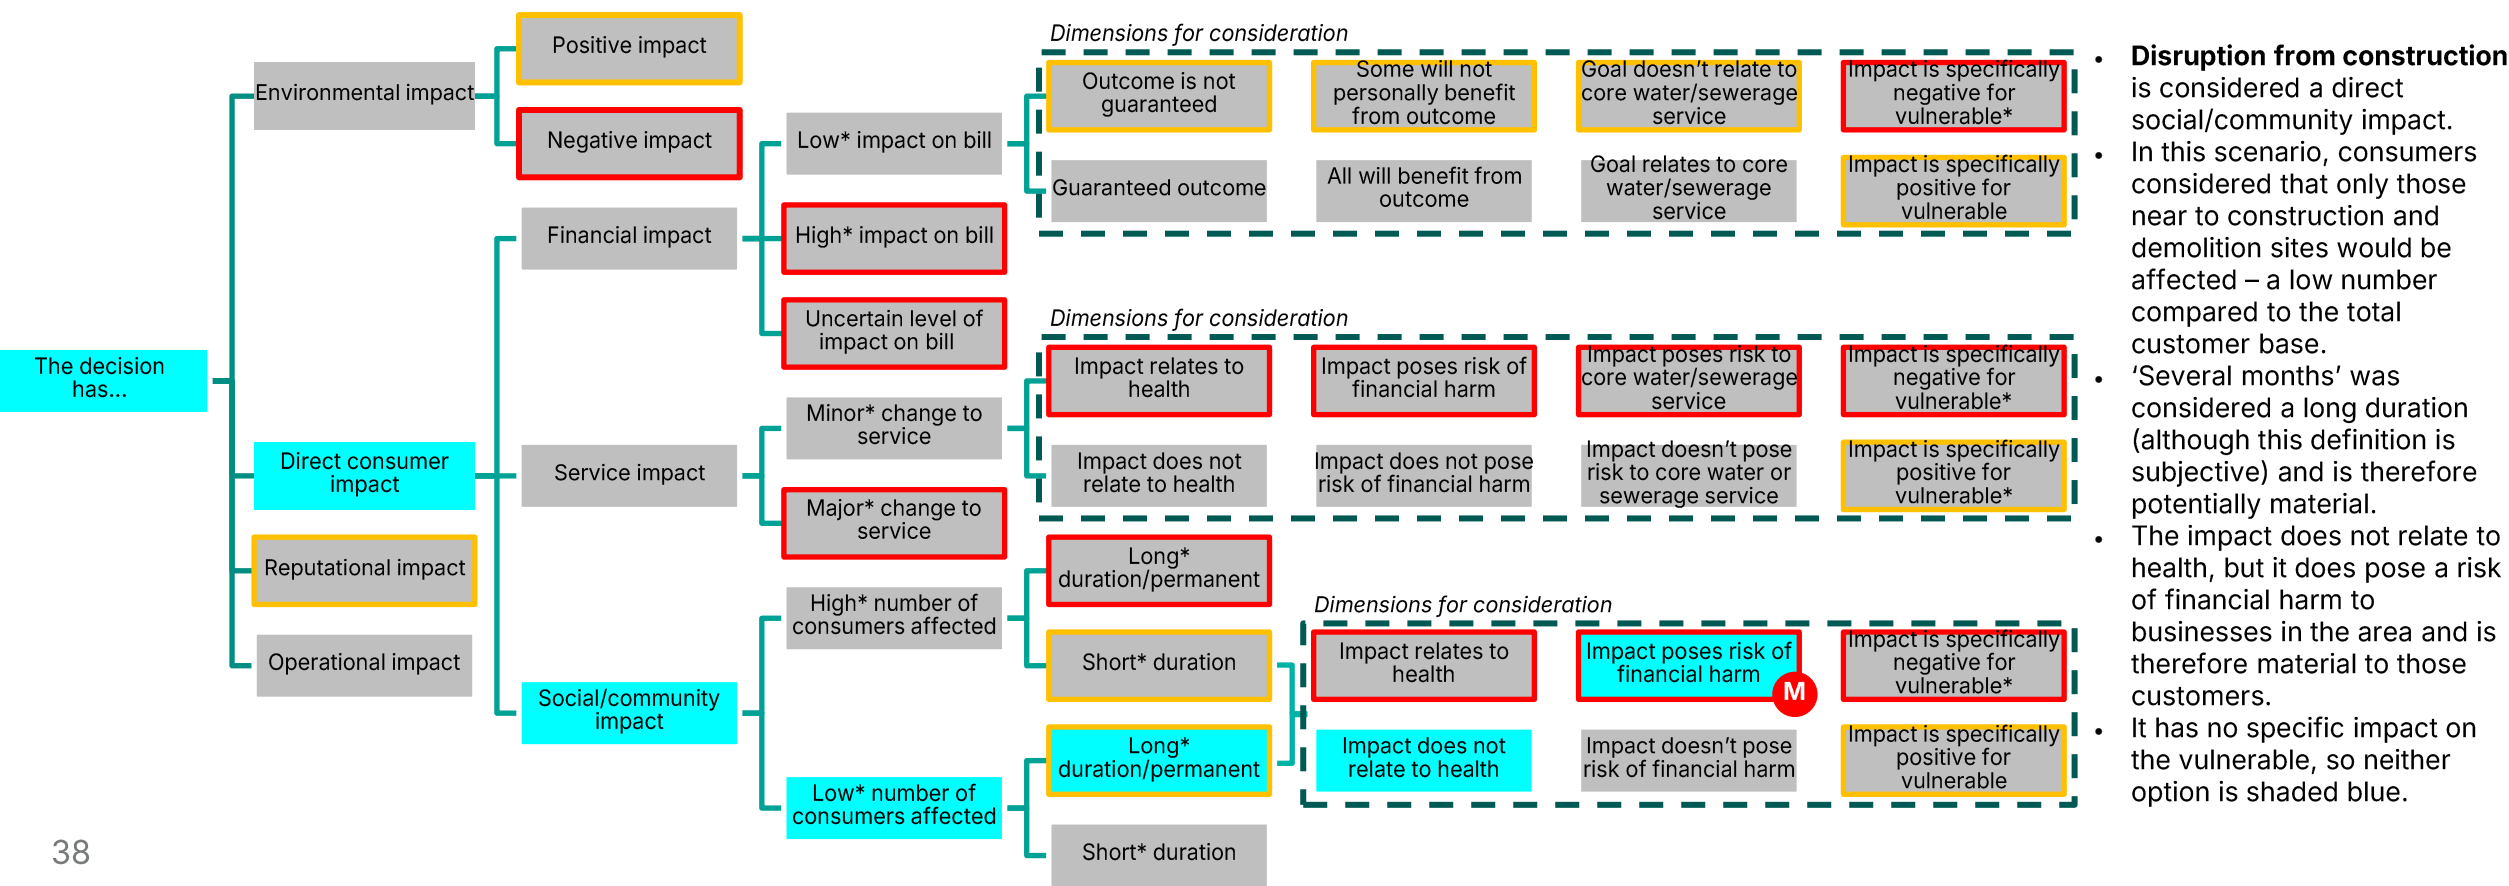 The decision
has...
Environmental impact
Direct consumer
impact
Reputational impact
Operational impact
Positive impact
Negative impact
Financial impact
Service impact
Social/community
impact
Low* impact on bill
High* impact on bill
Uncertain level of
impact on bill
Minor* change to
service
Major* change to
service
High* number of
consumers affected
Low* number of
consumers affected
Dimensions for consideration
Outcome is not
guaranteed
Some will not
personally benefit
from outcome
Goal doesn’t relate to
core water/sewerage
service
Impact is specifically
negative for
vulnerable*
Guaranteed outcome
All will benefit from
outcome
Goal relates to core
water/sewerage
service
Impact is specifically
positive for
vulnerable
Dimensions for consideration
Impact relates to
health
Impact poses risk of
financial harm
Impact poses risk to
core water/sewerage
service
Impact is specifically
negative for
vulnerable*
Impact does not
relate to health
Impact does not pose
risk of financial harm
Impact doesn’t pose
risk to core water or
sewerage service
Impact is specifically
positive for
vulnerable*
Long*
duration/permanent
Short* duration
Long*
duration/permanent
Short* duration
Dimensions for consideration
Impact relates to
health
Impact poses risk of
financial harm
M
Impact is specifically
negative for
vulnerable*
Impact does not
relate to health
Impact doesn’t pose
risk of financial harm
Impact is specifically
positive for
vulnerable
• Disruption from construction
is considered a direct
social/community impact.
• In this scenario, consumers
considered that only those
near to construction and
demolition sites would be
affected – a low number
compared to the total
customer base.
• ‘Several months’ was
considered a long duration
(although this definition is
subjective) and is therefore
potentially material.
• The impact does not relate to
health, but it does pose a risk
of financial harm to
businesses in the area and is
therefore material to those
customers.
• It has no specific impact on
the vulnerable, so neither
option is shaded blue.
38